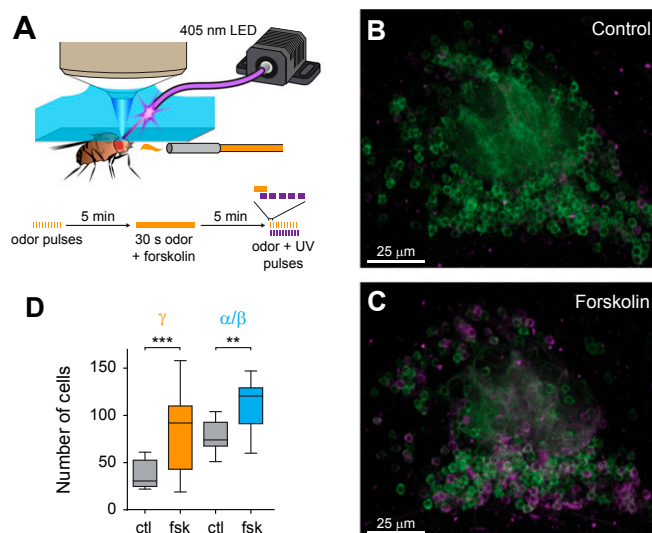 A
405 nm LED
5 min
5 min
odor pulses
30 s odor
+ forskolin
odor + UV
pulses
B
Control
25 μm
C
Forskolin
25 μm
D
γ
α/β
***
**
Number of cells
150
100
50
0
ctl
fsk
ctl
fsk